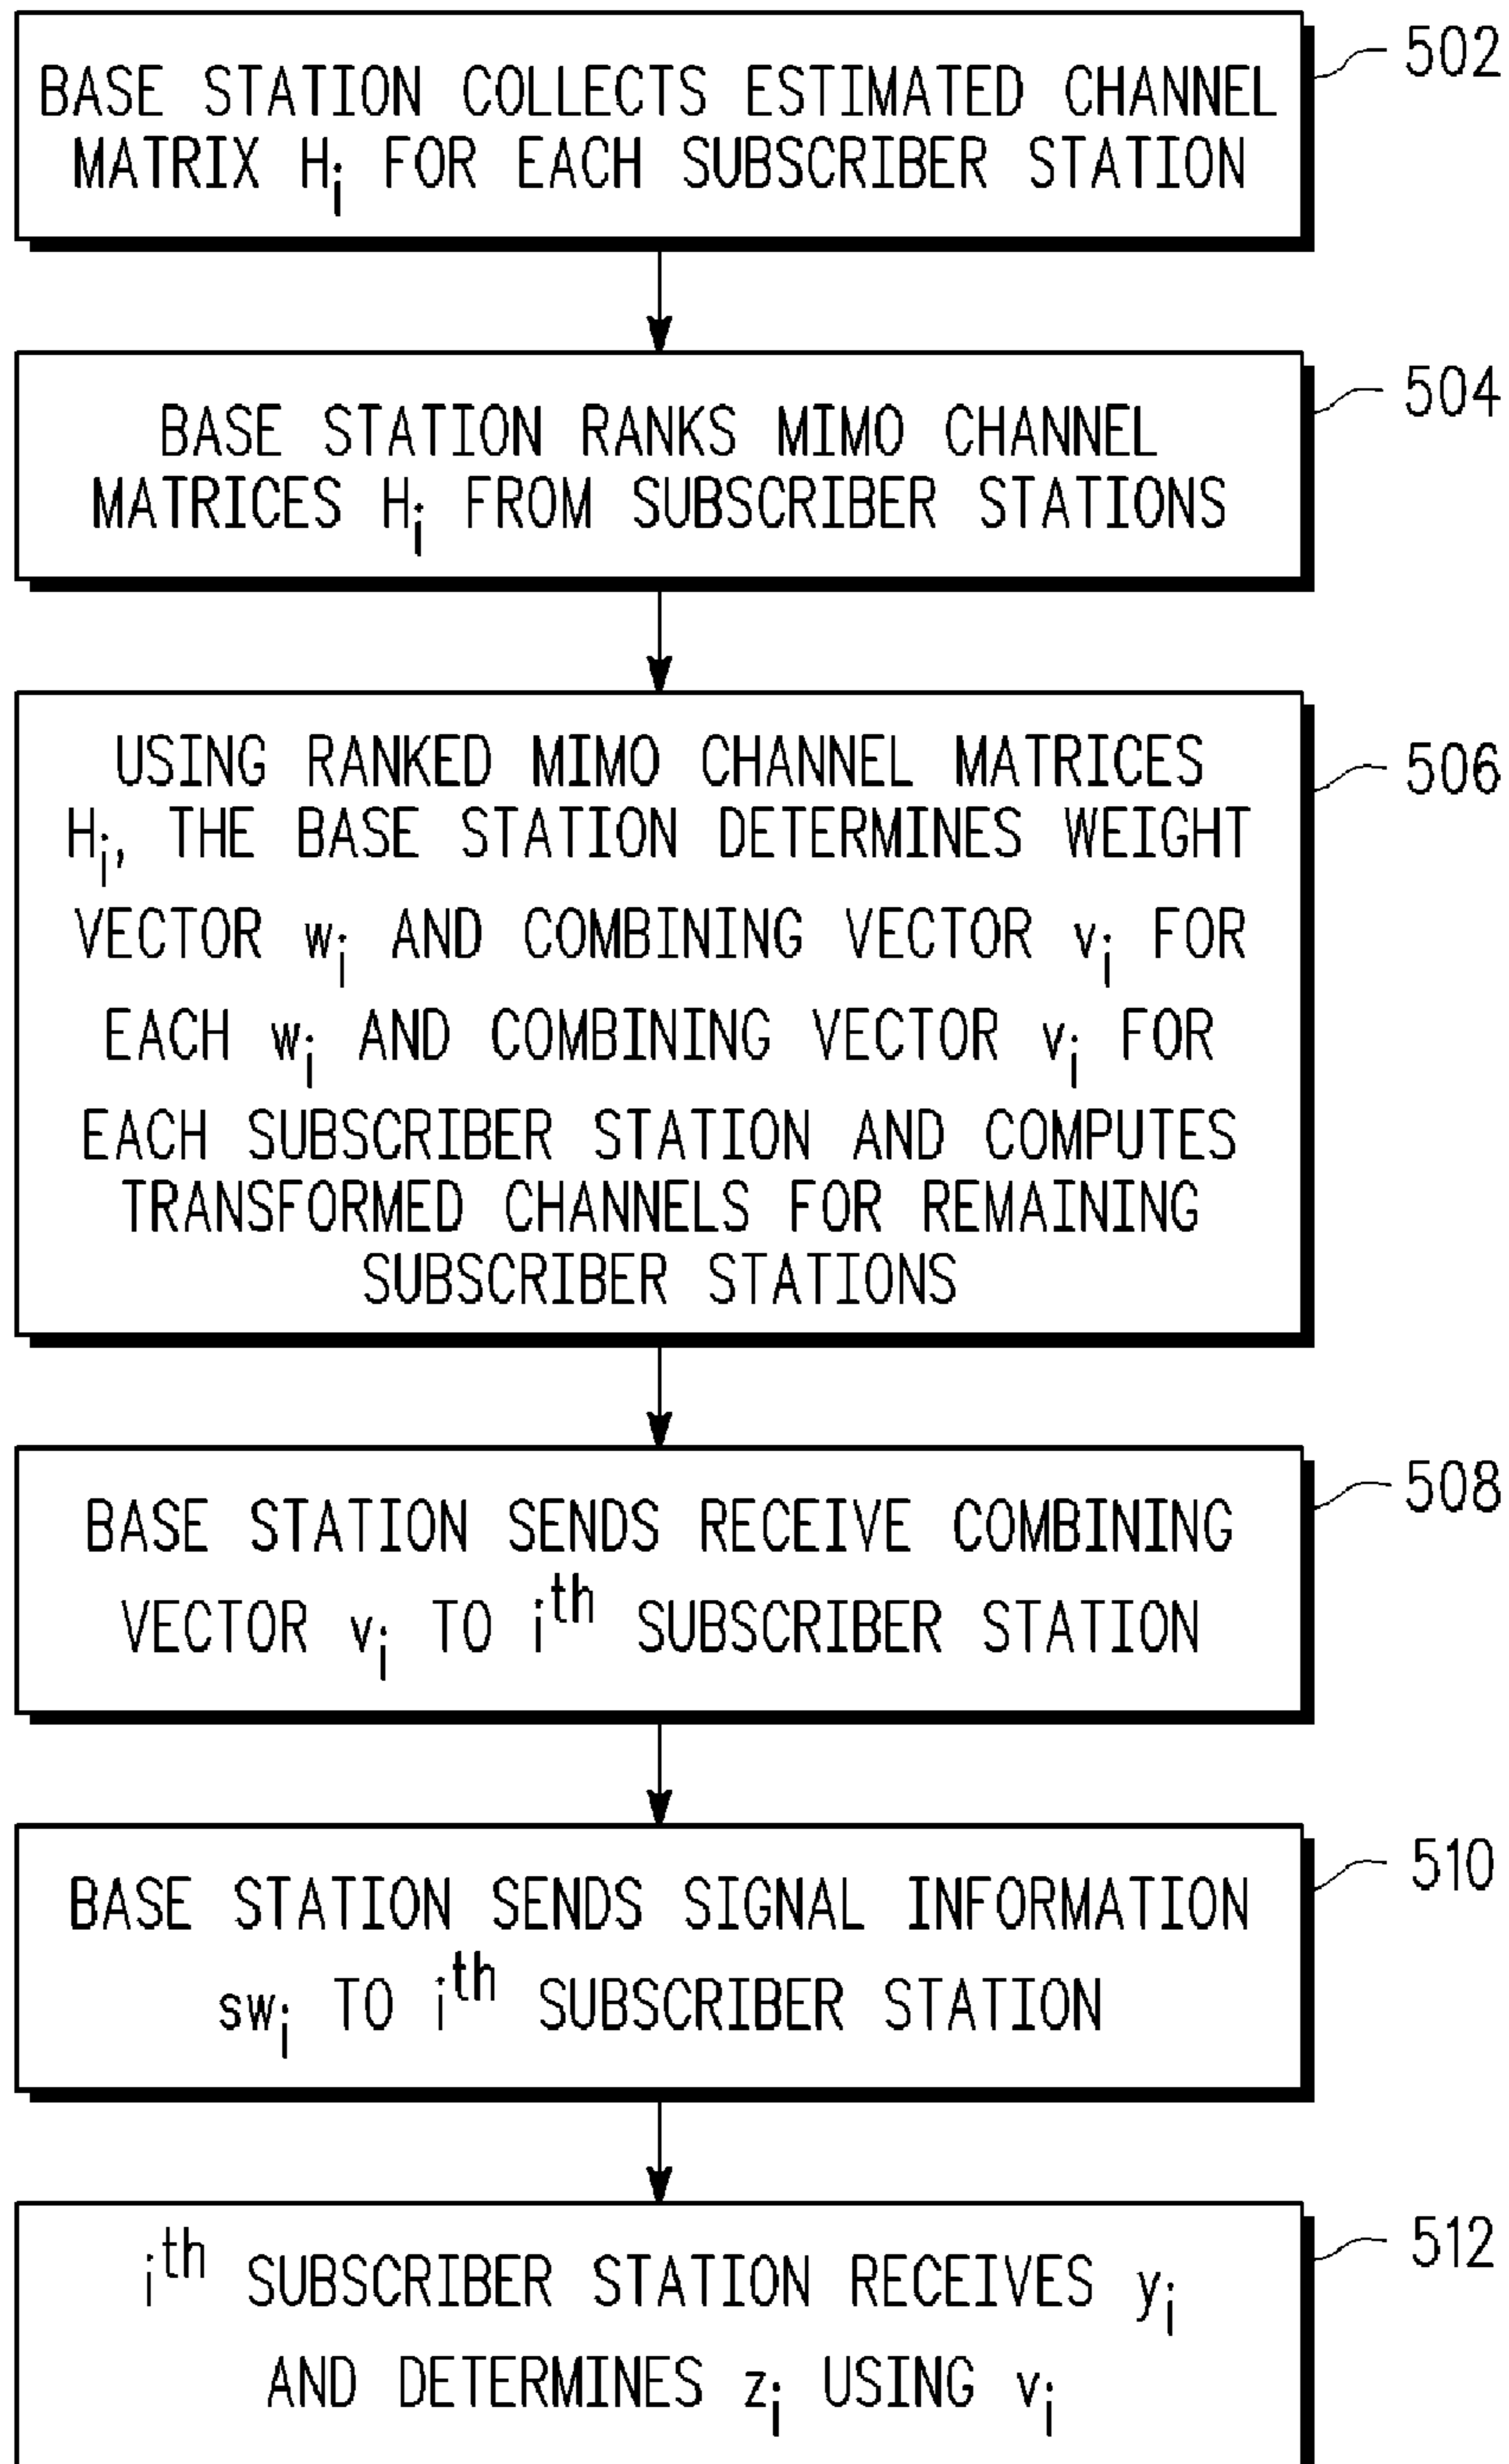 BASE STATION COLLECTS ESTIMATED CHANNEL
MATRIX Hi FOR EACH SUBSCRIBER STATION
502
BASE STATION RANKS MIMO CHANNEL
MATRICES Hi FROM SUBSCRIBER STATIONS
504
USING RANKED MIMO CHANNEL MATRICES
Hi, THE BASE STATION DETERMINES WEIGHT
VECTOR wi AND COMBINING VECTOR vi FOR
EACH wi AND COMBINING VECTOR vi FOR
EACH SUBSCRIBER STATION AND COMPUTES
TRANSFORMED CHANNELS FOR REMAINING
SUBSCRIBER STATIONS
506
BASE STATION SENDS RECEIVE COMBINING
VECTOR vi TO ith SUBSCRIBER STATION
508
BASE STATION SENDS SIGNAL INFORMATION
swi TO ith SUBSCRIBER STATION
510
ith SUBSCRIBER STATION RECEIVES yi
AND DETERMINES zi USING vi
512